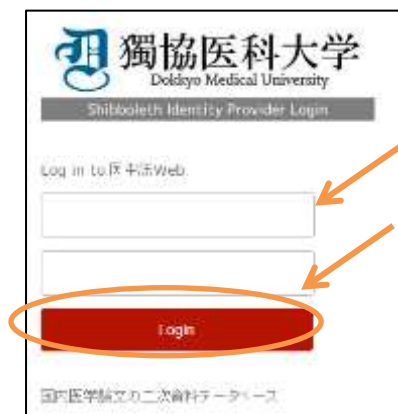 獨協医科大学
Dokkyo Medical University
Shibboleth Identity Provider Login
Log in to 医中誌Web
Login
国内医学論文の二次資料データベース